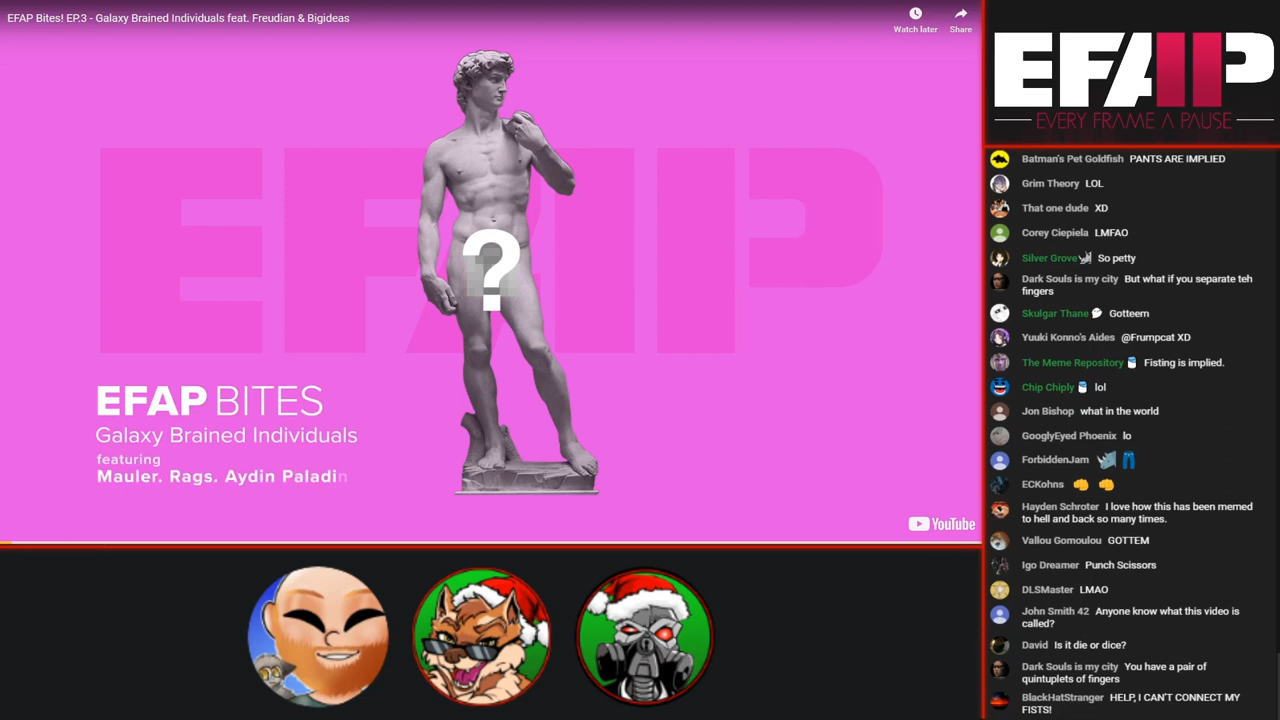 EFAP Bites! EP.3 - Galaxy Brained Individuals feat. Freudian & Bigideas
Watch later
Share
EFAP
?
EFAP BITES
Galaxy Brained Individuals
featuring
Mauler. Rags. Aydin Paladin
YouTube
EFAP
EVERY FRAME A PAUSE
Batman's Pet Goldfish PANTS ARE IMPLIED
Grim Theory LOL
That one dude XD
Corey Ciepiela LMFAO
Silver Grove So petty
Dark Souls is my city But what if you separate teh
fingers
Skulgar Thane Gotteem
Yuuki Konno's Aides @Frumpcat XD
The Meme Repository Fisting is implied.
Chip Chiply lol
Jon Bishop what in the world
GooglyEyed Phoenix lo
ForbiddenJam
ECKohns 👊 👊
Hayden Schroter I love how this has been memed
to hell and back so many times.
Vallou Gomoulou GOTTEM
Igo Dreamer Punch Scissors
DLSMaster LMAO
John Smith 42 Anyone know what this video is
called?
David Is it die or dice?
Dark Souls is my city You have a pair of
quintuplets of fingers
BlackHatStranger HELP, I CAN'T CONNECT MY
FISTS!